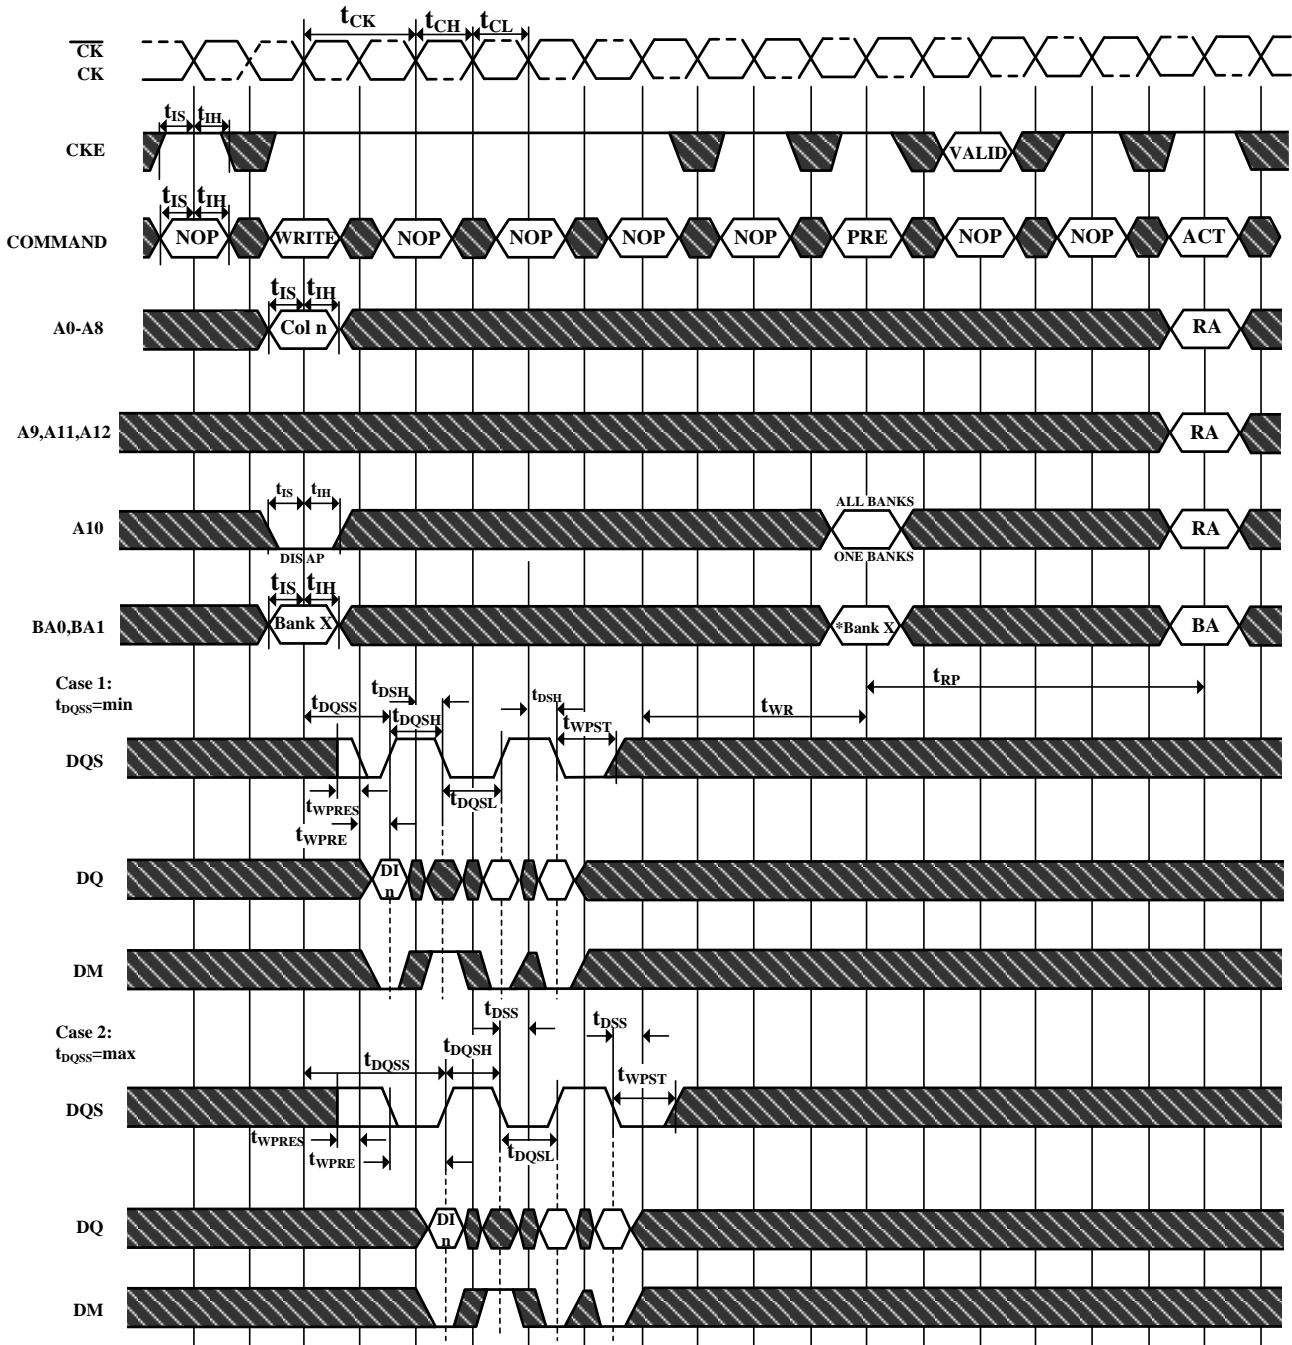 tCK tCH tCL
CK
CK
tIS tIH
CKE VALID
tIS tIH
COMMAND NOP WRITE NOP NOP NOP NOP PRE NOP NOP ACT
tIS tIH
A0-A8 Col n RA
A9,A11,A12 RA
tIS tIH
ALL BANKS
A10 RA
DIS AP ONE BANKS
tIS tIH
BA0,BA1 Bank X *Bank X BA
Case 1:
tDQSS=min
tDQSS tDSH tDQSH tDSH tWPST tWR tRP
DQS
tWPRES tDQSL
tWPRE
DQ DI n
DM
Case 2:
tDQSS=max
tDSS tDSS
tDQSS tDQSH tWPST
DQS
tWPRES tWPRE tDQSL
DQ DI n
DM